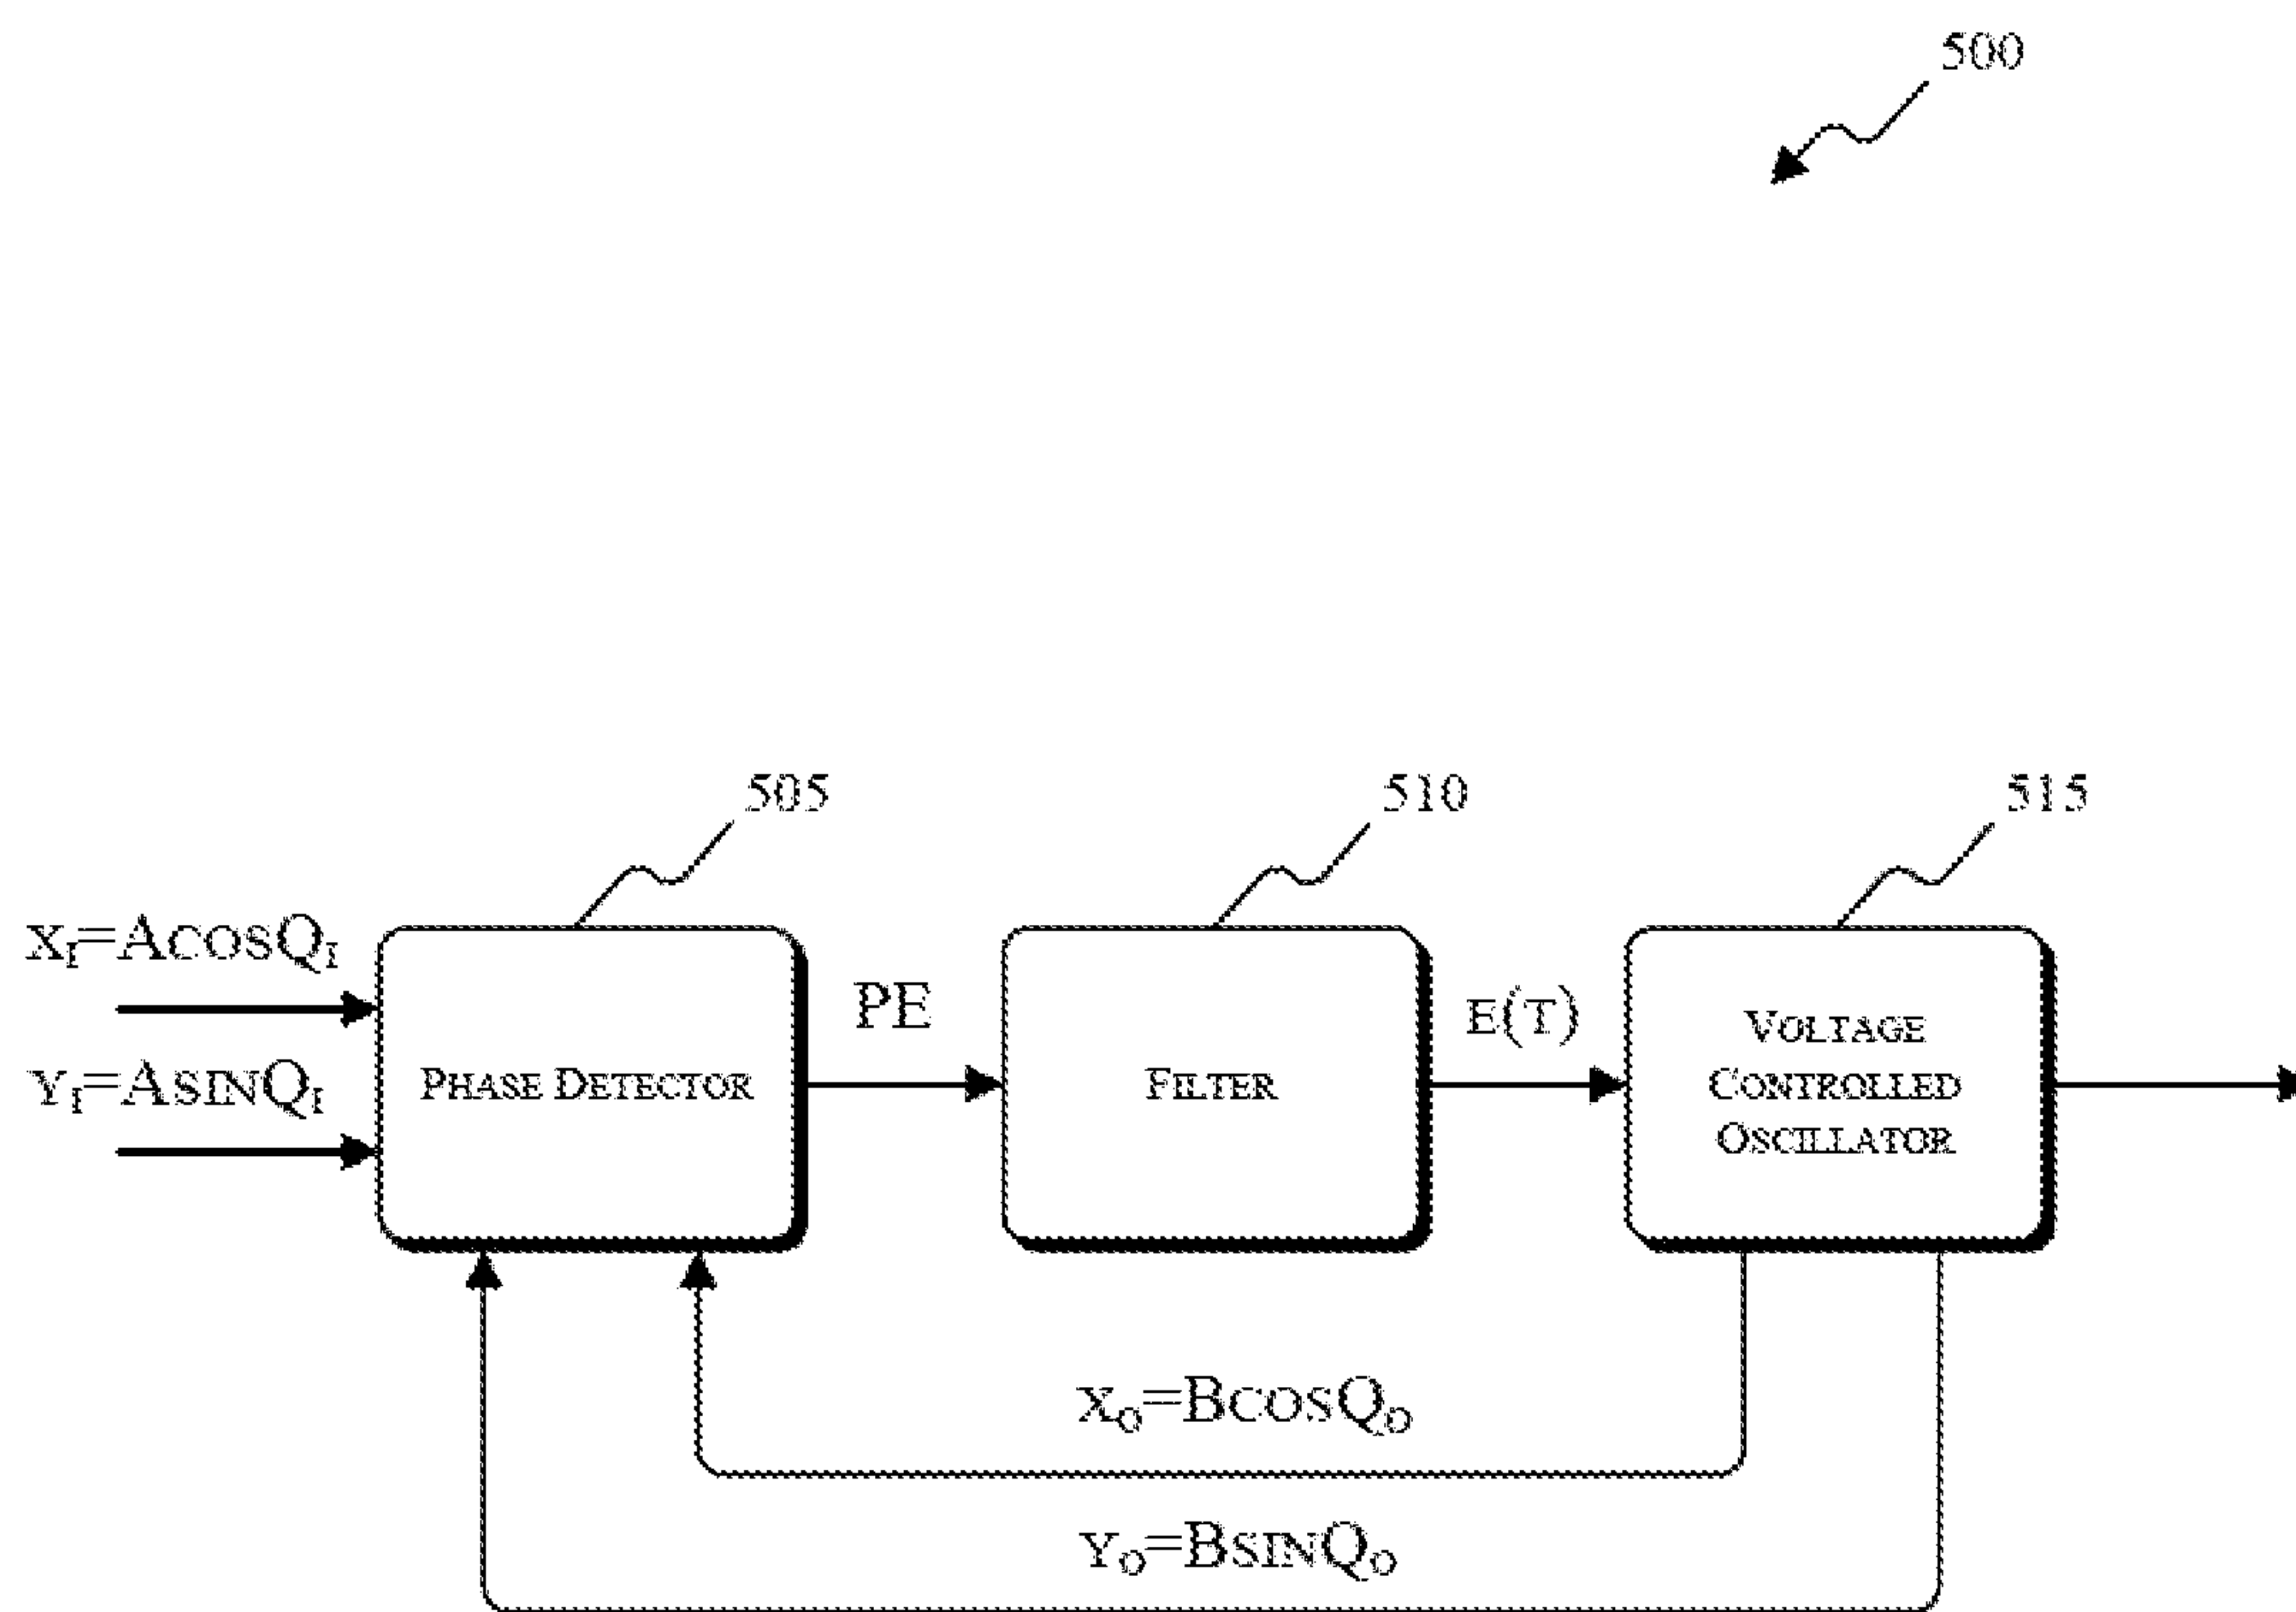 500
505
510
515
XI=ACOSQI
YI=ASINQI
PHASE DETECTOR
PE
FILTER
E(T)
VOLTAGE
CONTROLLED
OSCILLATOR
XO=BCOSQO
YO=BSINQO